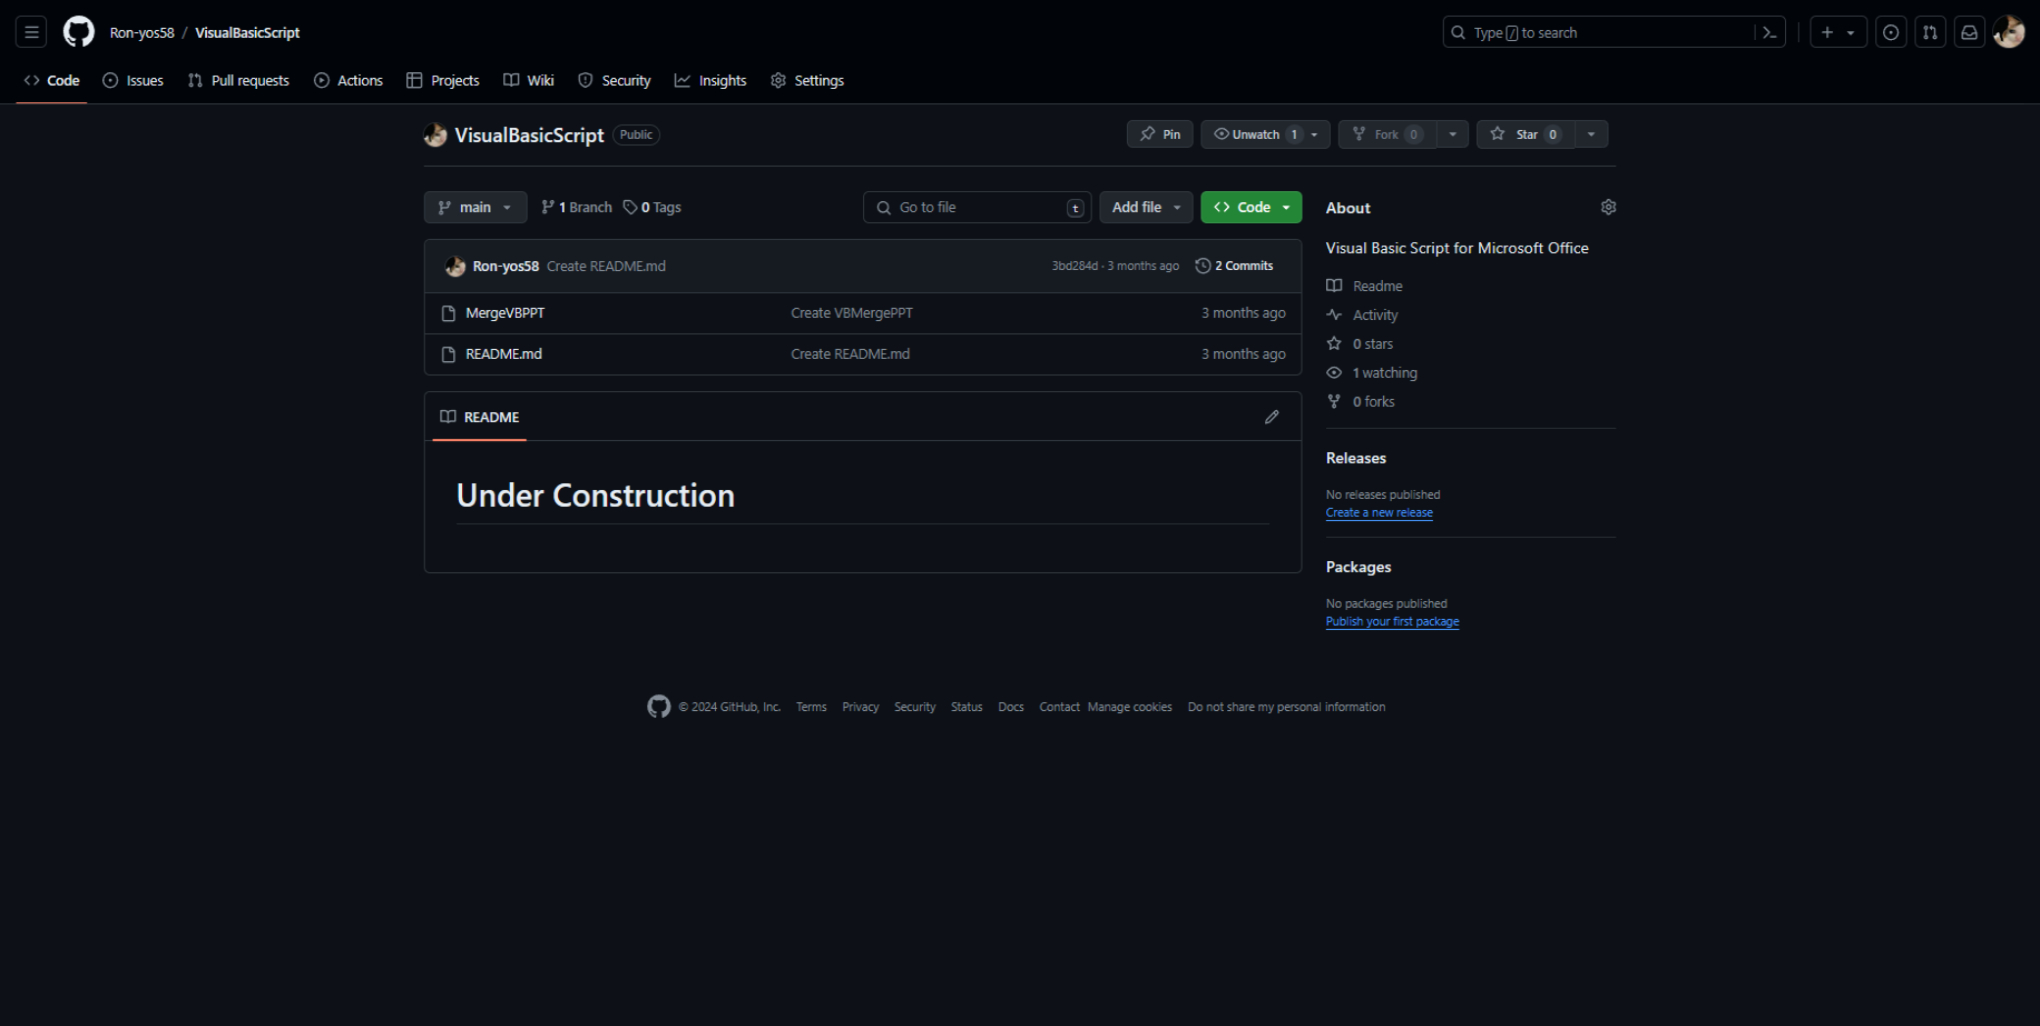 Ron-yos58 / VisualBasicScript
Type / to search
Code Issues Pull requests Actions Projects Wiki Security Insights Settings
VisualBasicScript Public
Pin Unwatch 1 Fork 0 Star 0
main 1 Branch 0 Tags Go to file t Add file Code
Ron-yos58 Create README.md 3bd284d · 3 months ago 2 Commits
MergeVBPPT Create VBMergePPT 3 months ago
README.md Create README.md 3 months ago
README
Under Construction
About
Visual Basic Script for Microsoft Office
Readme
Activity
0 stars
1 watching
0 forks
Releases
No releases published
Create a new release
Packages
No packages published
Publish your first package
© 2024 GitHub, Inc. Terms Privacy Security Status Docs Contact Manage cookies Do not share my personal information